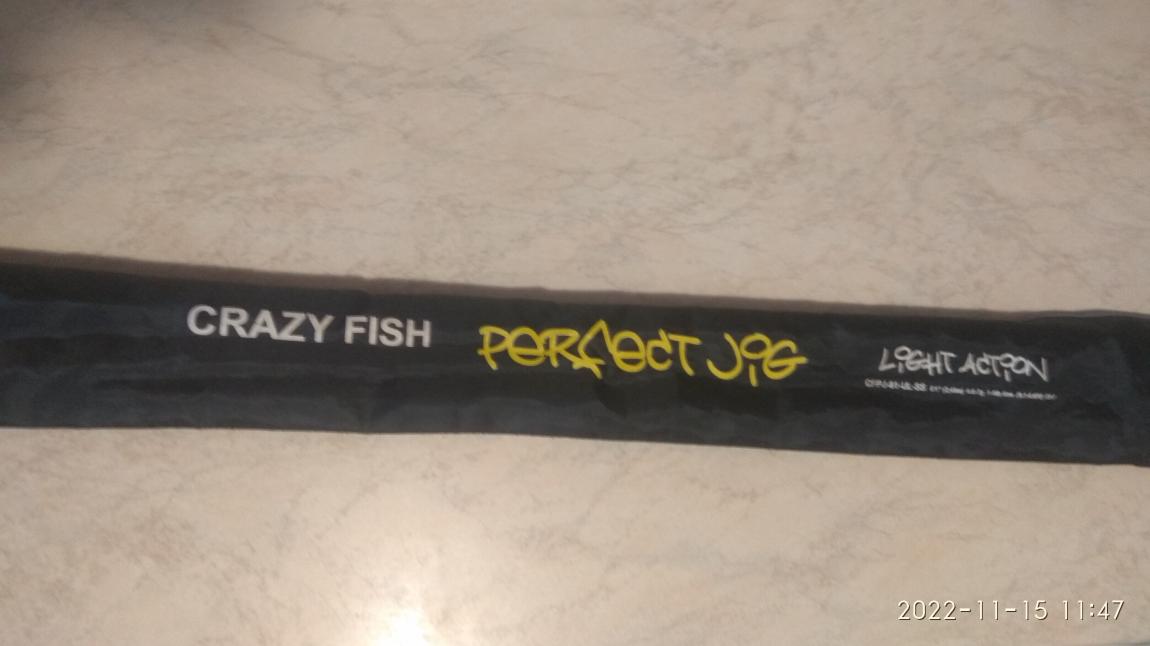 CRAZY FISH PERFECT JIG LIGHT ACTION
2022-11-15 11:47